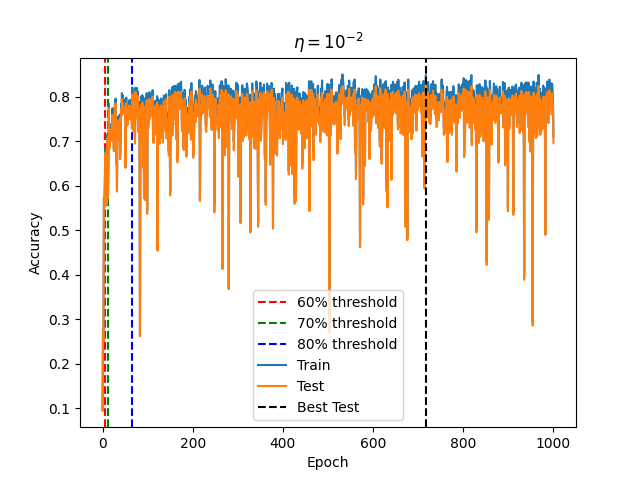 η = 10⁻²
Accuracy
0.8
0.7
0.6
0.5
0.4
0.3
0.2
0.1
60% threshold
70% threshold
80% threshold
Train
Test
Best Test
0 200 400 600 800 1000
Epoch